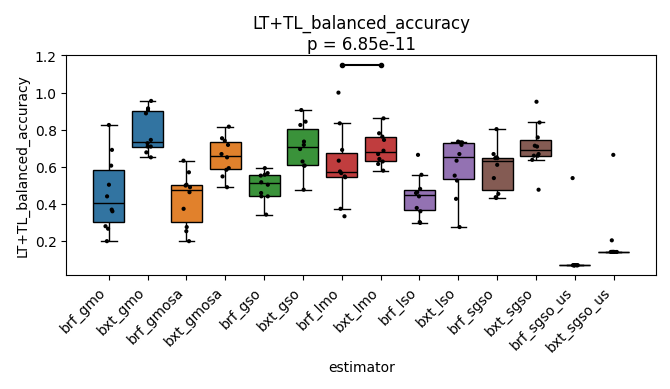 LT+TL_balanced_accuracy
p = 6.85e-11
LT+TL_balanced_accuracy
1.2
1.0
0.8
0.6
0.4
0.2
brf_gmo
bxt_gmo
brf_gmosa
bxt_gmosa
brf_gso
bxt_gso
brf_lmo
bxt_lmo
brf_lso
bxt_lso
brf_sgso
bxt_sgso
brf_sgso_us
bxt_sgso_us
estimator